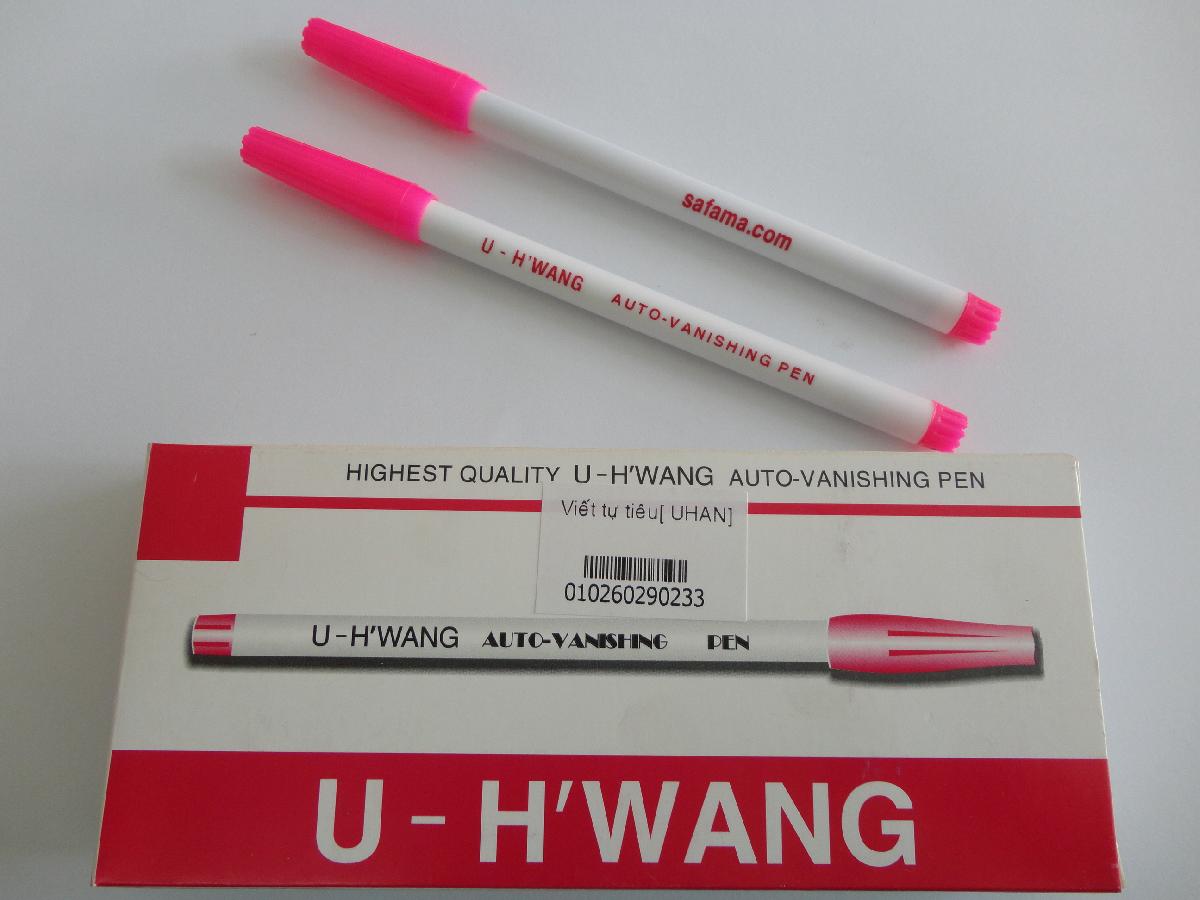 safama.com
U - H'WANG AUTO-VANISHING PEN
HIGHEST QUALITY U-H'WANG AUTO-VANISHING PEN
Viết tự tiêu[ UHAN]
010260290233
U-H'WANG AUTO-VANISHING PEN
U - H'WANG